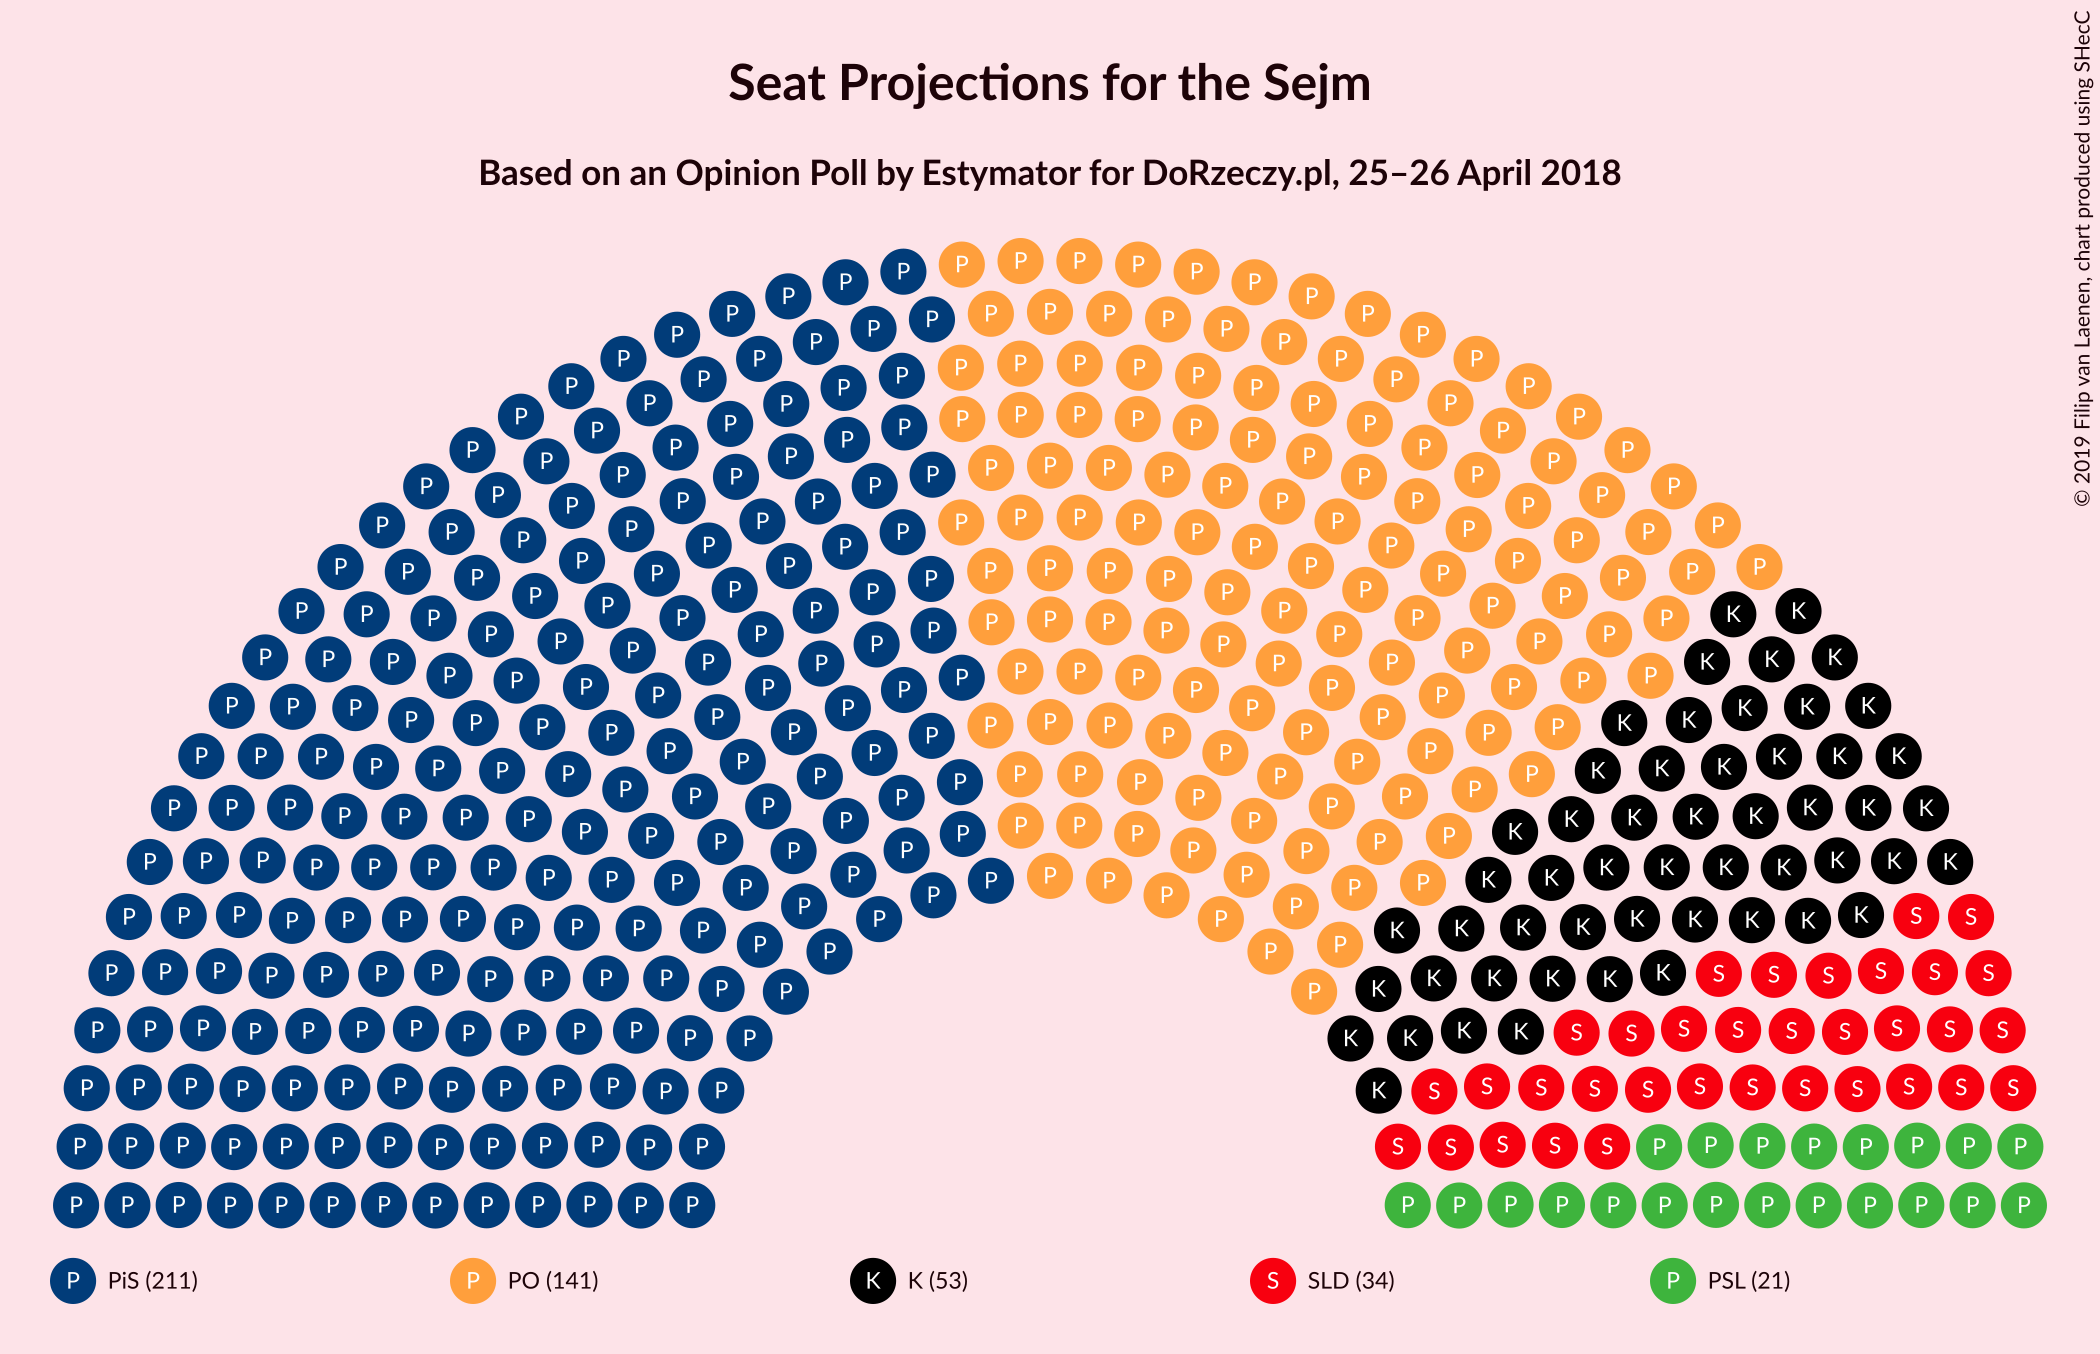 Seat Projections for the Sejm
Based on an Opinion Poll by Estymator for DoRzeczy.pl, 25–26 April 2018
© 2019 Filip van Laenen, chart produced using SHecC
P PiS (211) P PO (141) K K (53) S SLD (34) P PSL (21)